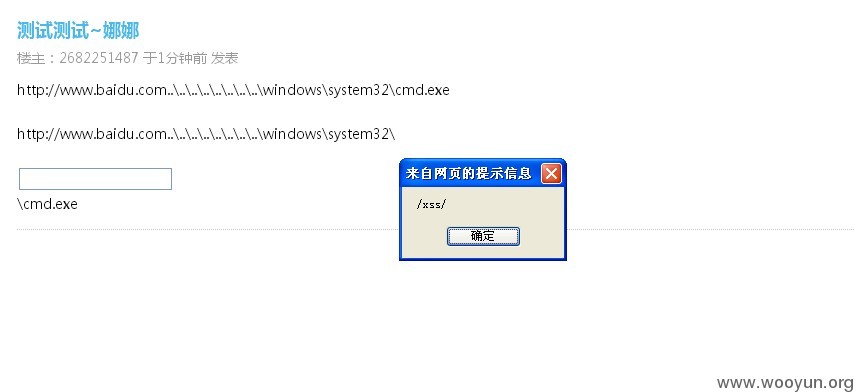 测试测试~娜娜
楼主：2682251487 于1分钟前 发表
http://www.baidu.com..\..\..\..\..\..\..\..\windows\system32\cmd.exe
http://www.baidu.com..\..\..\..\..\..\..\..\windows\system32\
\cmd.exe
来自网页的提示信息
/xss/
确定
www.wooyun.org